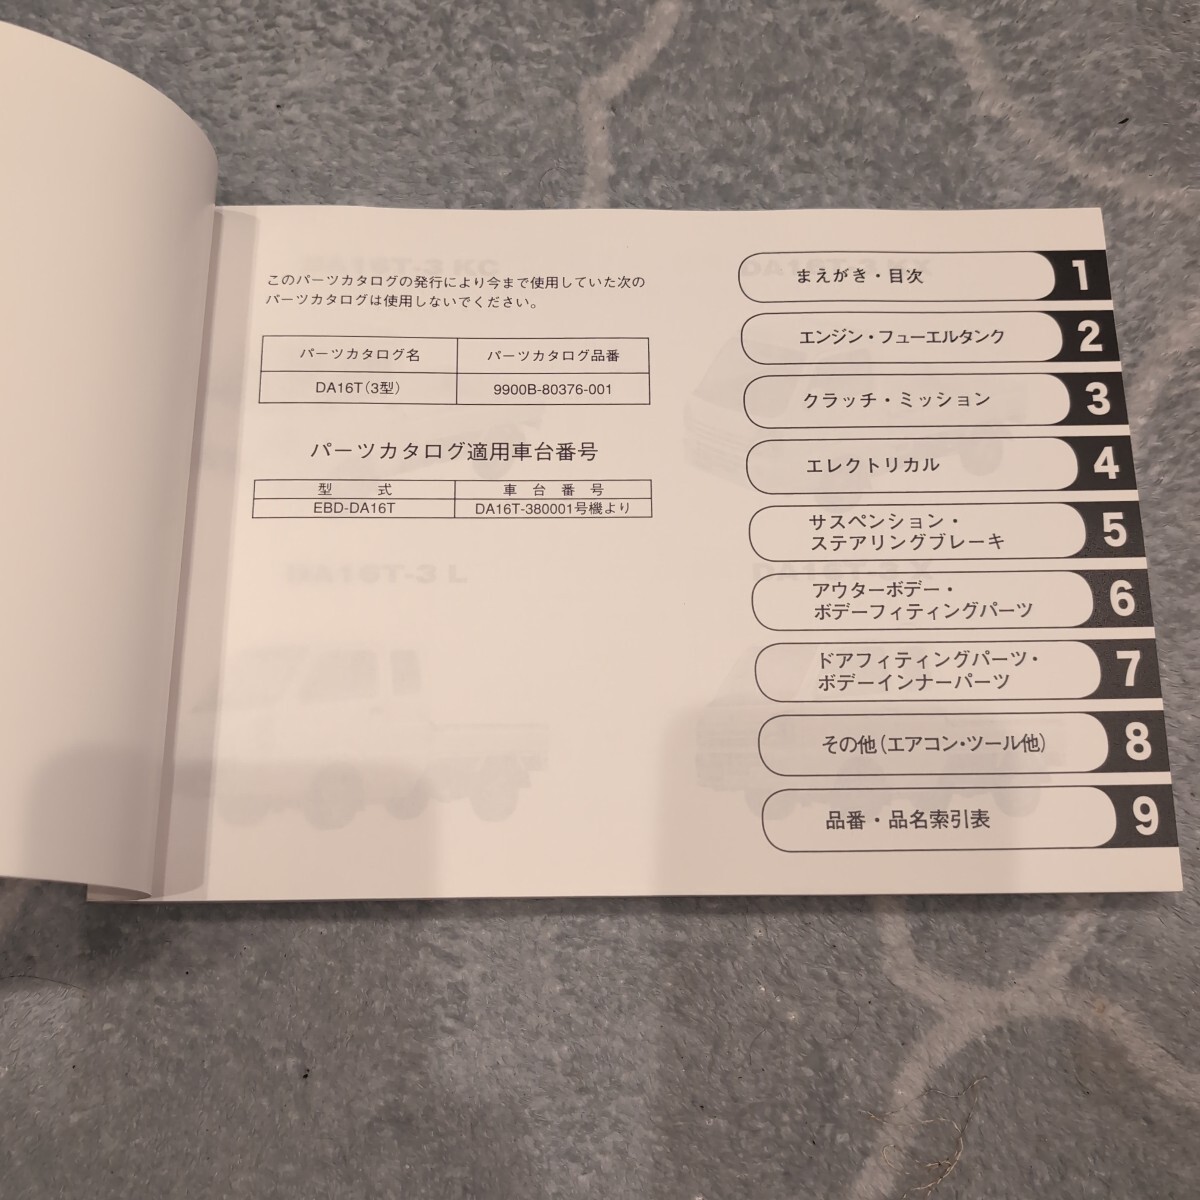 このパーツカタログの発行により今まで使用していた次の
パーツカタログは使用しないでください。
パーツカタログ名 パーツカタログ品番
DA16T(3型) 9900B-80376-001
パーツカタログ適用車台番号
型 式 車 台 番 号
EBD-DA16T DA16T-380001号機より
まえがき・目次 1
エンジン・フューエルタンク 2
クラッチ・ミッション 3
エレクトリカル 4
サスペンション・
ステアリングブレーキ 5
アウターボデー・
ボデーフィティングパーツ 6
ドアフィティングパーツ・
ボデーインナーパーツ 7
その他(エアコン・ツール他) 8
品番・品名索引表 9
DA16T-3 KC
DA16T-3 KX
DA16T-3 L
DA16T-3 X